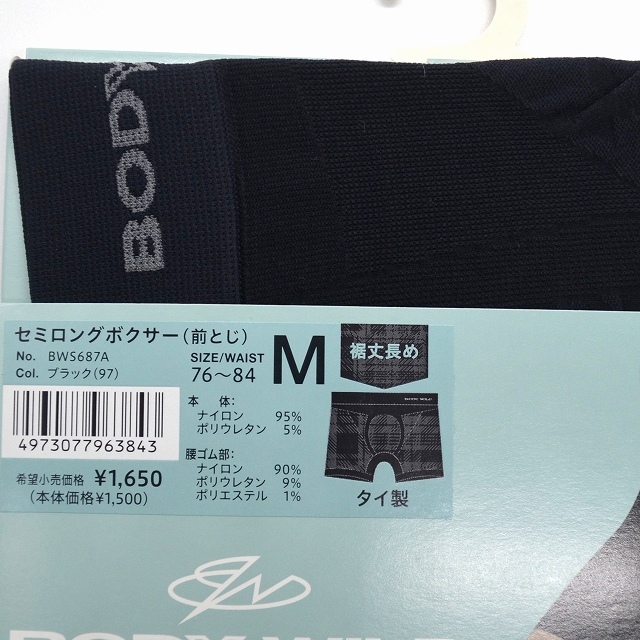 BODY
セミロングボクサー(前とじ)
No. BWS687A
Col. ブラック(97)
SIZE/WAIST
76～84
M
裾丈長め
4973077963843
希望小売価格 ¥1,650
(本体価格¥1,500)
本 体:
ナイロン 95%
ポリウレタン 5%
腰ゴム部:
ナイロン 90%
ポリウレタン 9%
ポリエステル 1%
BODY WILD
タイ製
BODY WILD